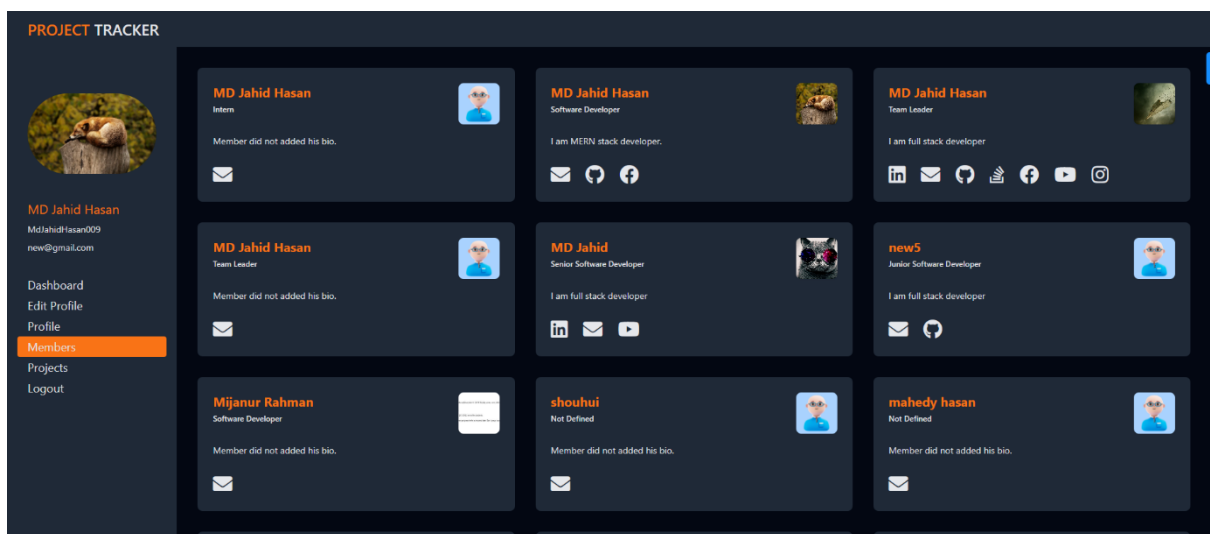 PROJECT TRACKER
MD Jahid Hasan
MdJahidHasan009
new@gmail.com
Dashboard
Edit Profile
Profile
Members
Projects
Logout
MD Jahid Hasan
Intern
Member did not added his bio.
MD Jahid Hasan
Software Developer
I am MERN stack developer.
MD Jahid Hasan
Team Leader
I am full stack developer
MD Jahid Hasan
Team Leader
Member did not added his bio.
MD Jahid
Senior Software Developer
I am full stack developer
new5
Junior Software Developer
I am full stack developer
Mijanur Rahman
Software Developer
Member did not added his bio.
shouhui
Not Defined
Member did not added his bio.
mahedy hasan
Not Defined
Member did not added his bio.